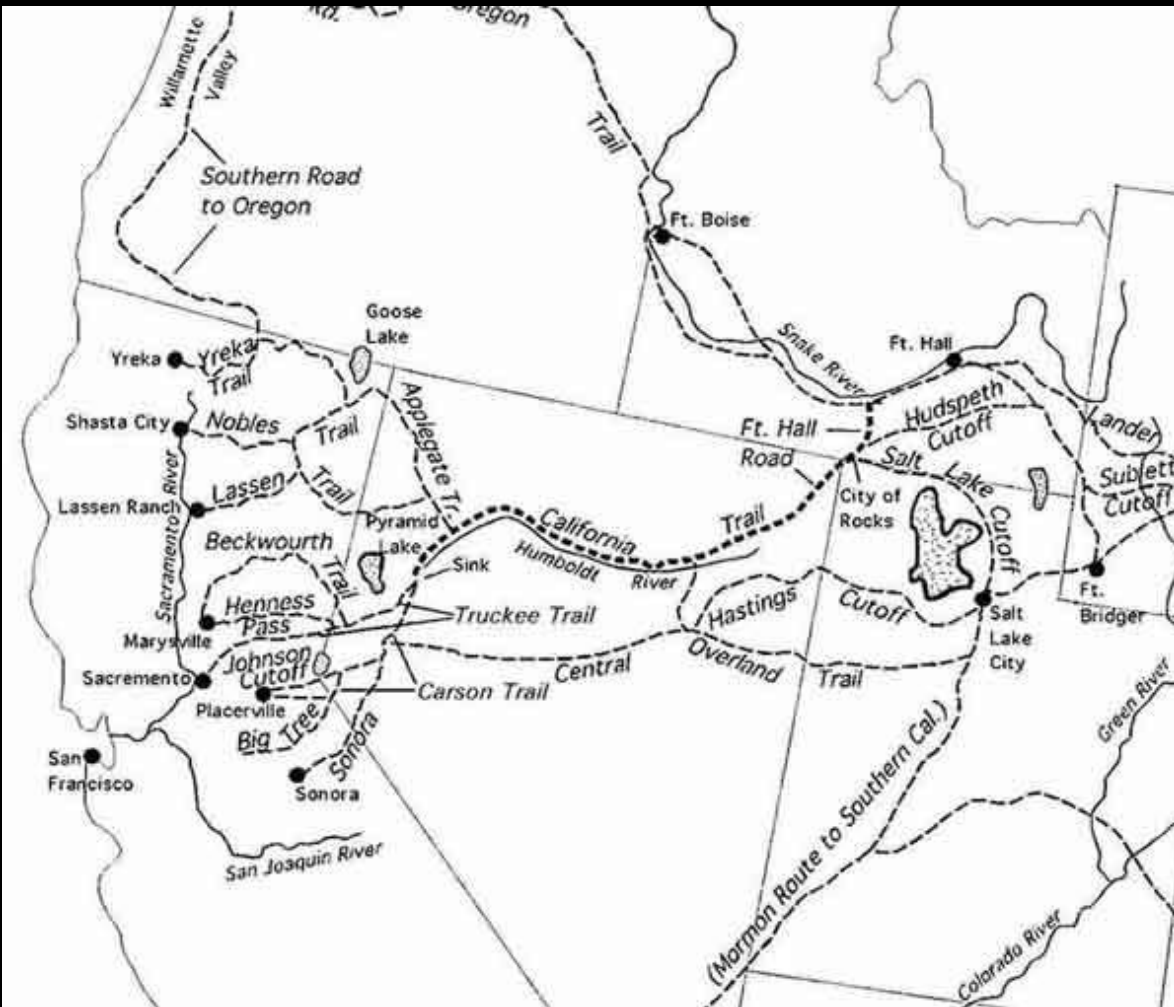 Rd.
Oregon
Trail
Willamette
Valley
Southern Road
to Oregon
Ft. Boise
Goose
Lake
Yreka
Yreka
Trail
Snake River
Ft. Hall
Shasta City
Nobles
Trail
Applegate Tr.
Hudspeth
Cutoff
Lander
Ft. Hall
Road
Salt Lake Cutoff
Sublett
Cutoff
City of
Rocks
Lassen Ranch
Lassen
Trail
Sacramento River
Pyramid
Lake
California
Trail
Humboldt
River
Sink
Beckwourth
Trail
Henness
Pass
Marysville
Truckee Trail
Hastings
Cutoff
Ft.
Bridger
Salt
Lake
City
Johnson
Cutoff
Sacremento
Placerville
Carson Trail
Central
Overland
Trail
Big Tree
Sonora
San
Francisco
Sonora
San Joaquin River
(Mormon Route to Southern Cal.)
Green River
Colorado River